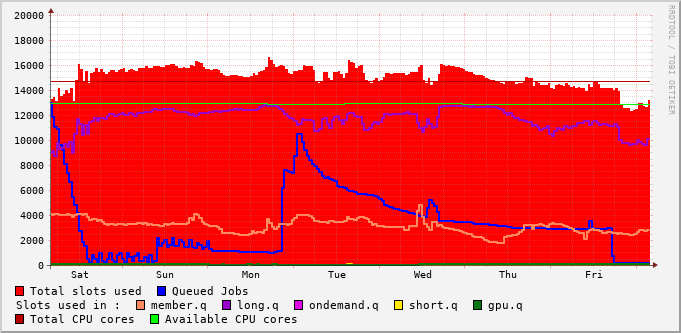 20000
18000
16000
14000
12000
10000
8000
6000
4000
2000
0
Sat Sun Mon Tue Wed Thu Fri
RRDTOOL / TOBI OETIKER
Total slots used Queued Jobs
Slots used in : member.q long.q ondemand.q short.q gpu.q
Total CPU cores Available CPU cores